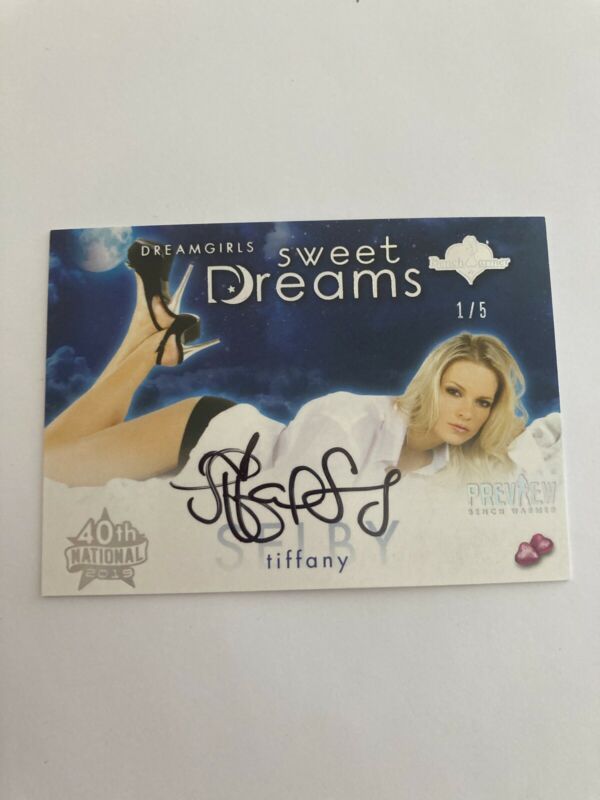 DREAMGIRLS
sweet
Dreams
BenchWarmer
1/5
PREVIEW
BENCH WARMER
40th
NATIONAL
2019
SELBY
tiffany